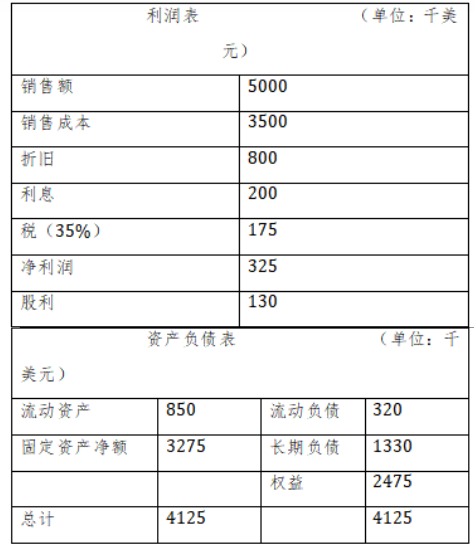 利润表 （单位：千美
元）
销售额 5000
销售成本 3500
折旧 800
利息 200
税（35%） 175
净利润 325
股利 130
资产负债表 （单位：千
美元）
流动资产 850 流动负债 320
固定资产净额 3275 长期负债 1330
权益 2475
总计 4125 4125